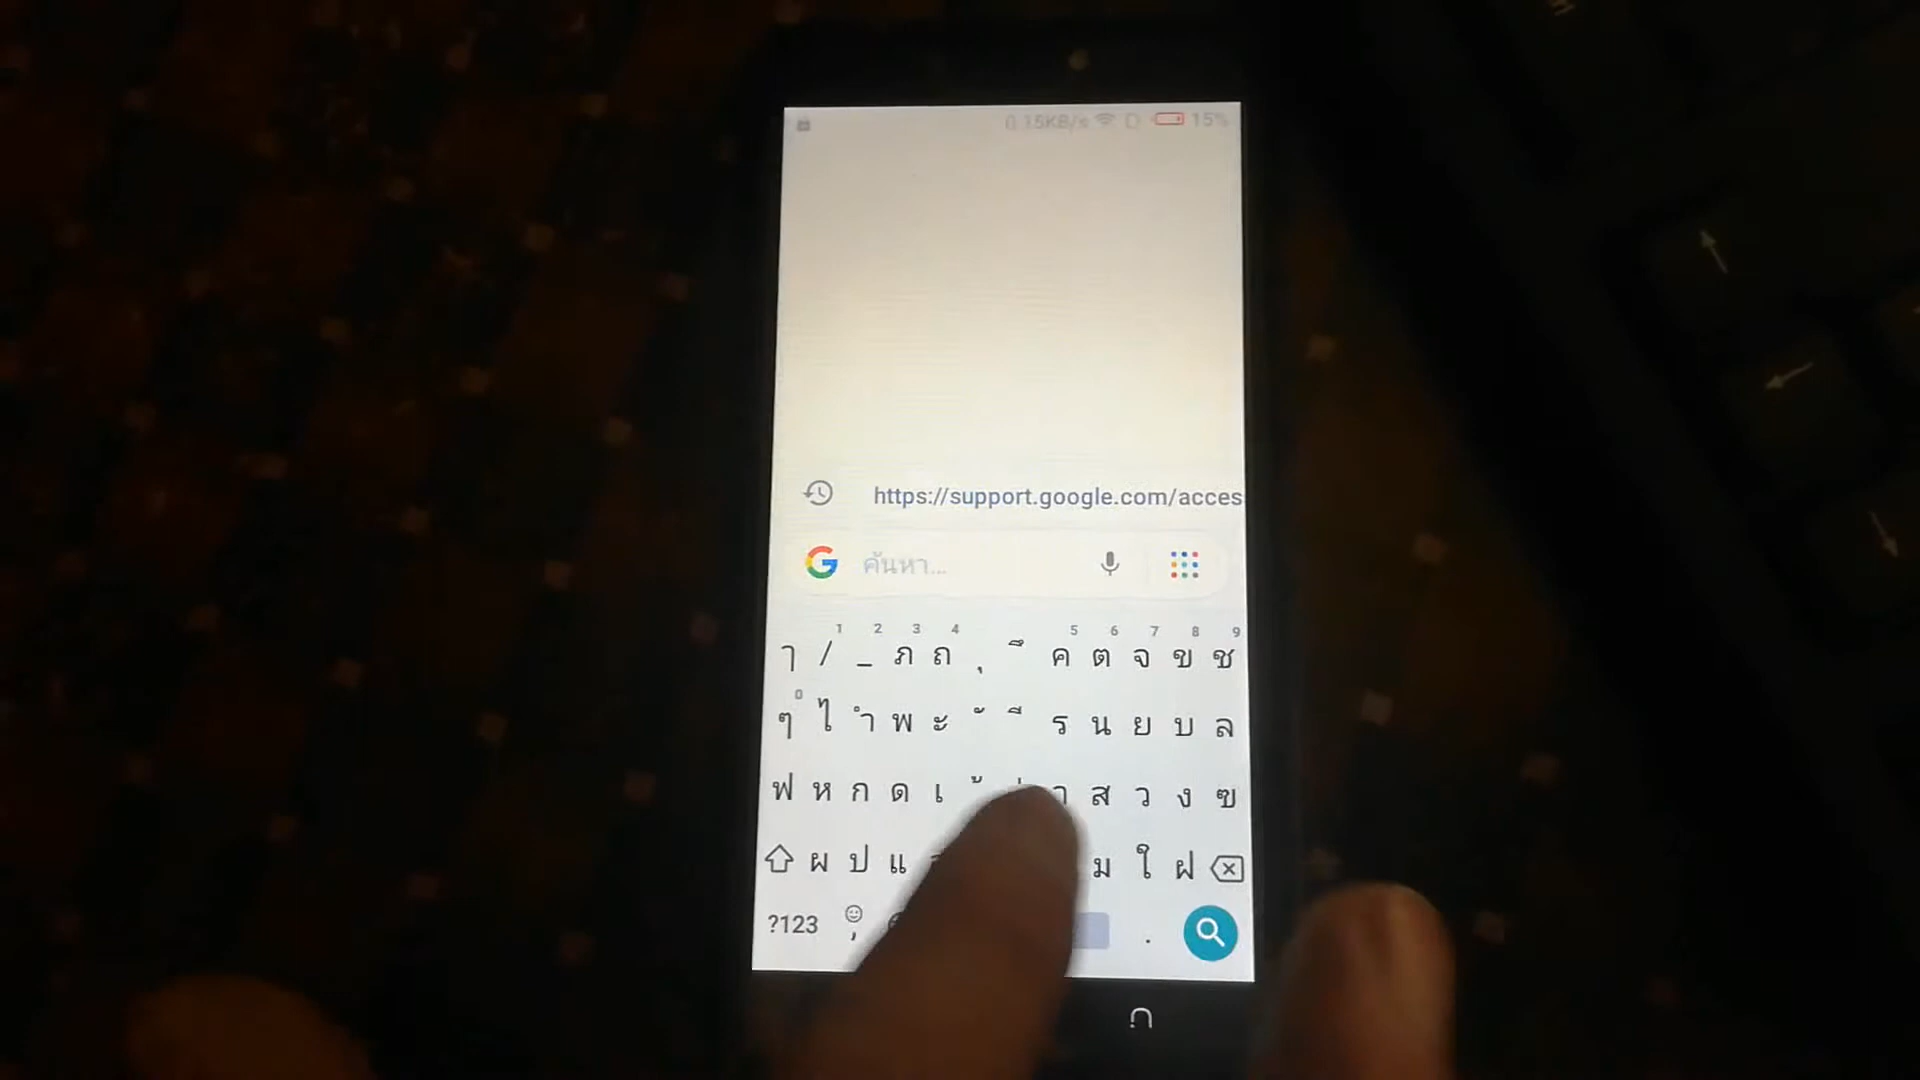 0.15KB/s 15%
https://support.google.com/acces
G ค้นหา...
1 2 3 4 5 6 7 8 9
ๅ / _ ภ ถ ุ ึ ค ต จ ข ช
0
ๆ ไ ำ พ ะ ั ี ร น ย บ ล
ฟ ห ก ด เ ้ ่ า ส ว ง ฃ
ผ ป แ ม ใ ฝ
?123 , .